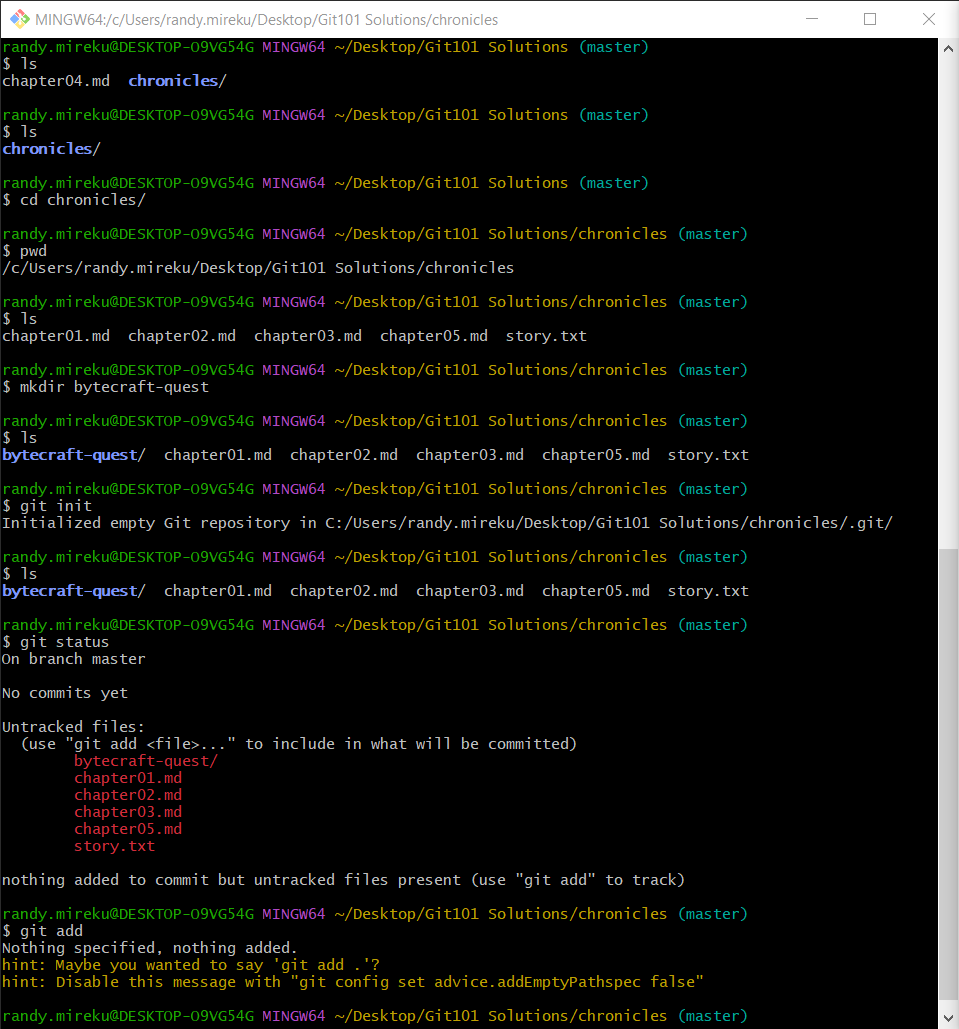 MINGW64:/c/Users/randy.mireku/Desktop/Git101 Solutions/chronicles
randy.mireku@DESKTOP-O9VG54G MINGW64 ~/Desktop/Git101 Solutions (master)
$ ls
chapter04.md  chronicles/
randy.mireku@DESKTOP-O9VG54G MINGW64 ~/Desktop/Git101 Solutions (master)
$ ls
chronicles/
randy.mireku@DESKTOP-O9VG54G MINGW64 ~/Desktop/Git101 Solutions (master)
$ cd chronicles/
randy.mireku@DESKTOP-O9VG54G MINGW64 ~/Desktop/Git101 Solutions/chronicles (master)
$ pwd
/c/Users/randy.mireku/Desktop/Git101 Solutions/chronicles
randy.mireku@DESKTOP-O9VG54G MINGW64 ~/Desktop/Git101 Solutions/chronicles (master)
$ ls
chapter01.md  chapter02.md  chapter03.md  chapter05.md  story.txt
randy.mireku@DESKTOP-O9VG54G MINGW64 ~/Desktop/Git101 Solutions/chronicles (master)
$ mkdir bytecraft-quest
randy.mireku@DESKTOP-O9VG54G MINGW64 ~/Desktop/Git101 Solutions/chronicles (master)
$ ls
bytecraft-quest/  chapter01.md  chapter02.md  chapter03.md  chapter05.md  story.txt
randy.mireku@DESKTOP-O9VG54G MINGW64 ~/Desktop/Git101 Solutions/chronicles (master)
$ git init
Initialized empty Git repository in C:/Users/randy.mireku/Desktop/Git101 Solutions/chronicles/.git/
randy.mireku@DESKTOP-O9VG54G MINGW64 ~/Desktop/Git101 Solutions/chronicles (master)
$ ls
bytecraft-quest/  chapter01.md  chapter02.md  chapter03.md  chapter05.md  story.txt
randy.mireku@DESKTOP-O9VG54G MINGW64 ~/Desktop/Git101 Solutions/chronicles (master)
$ git status
On branch master
No commits yet
Untracked files:
  (use "git add <file>..." to include in what will be committed)
        bytecraft-quest/
        chapter01.md
        chapter02.md
        chapter03.md
        chapter05.md
        story.txt
nothing added to commit but untracked files present (use "git add" to track)
randy.mireku@DESKTOP-O9VG54G MINGW64 ~/Desktop/Git101 Solutions/chronicles (master)
$ git add
Nothing specified, nothing added.
hint: Maybe you wanted to say 'git add .'?
hint: Disable this message with "git config set advice.addEmptyPathspec false"
randy.mireku@DESKTOP-O9VG54G MINGW64 ~/Desktop/Git101 Solutions/chronicles (master)